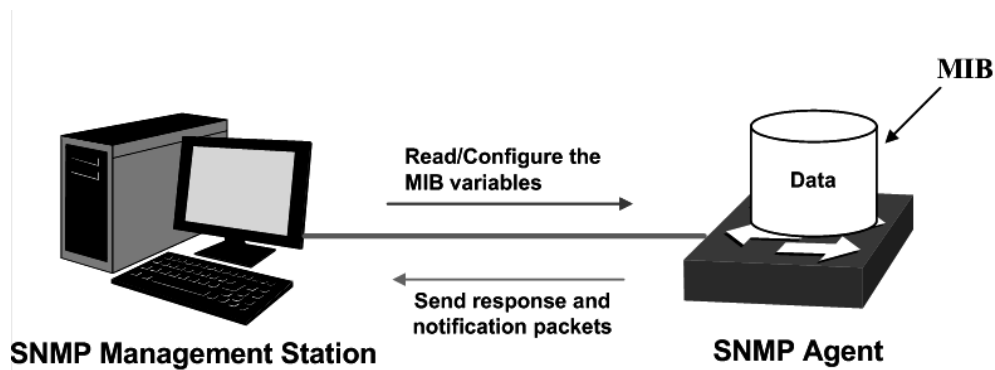 MIB
Read/Configure the
MIB variables
Data
Send response and
notification packets
SNMP Management Station
SNMP Agent